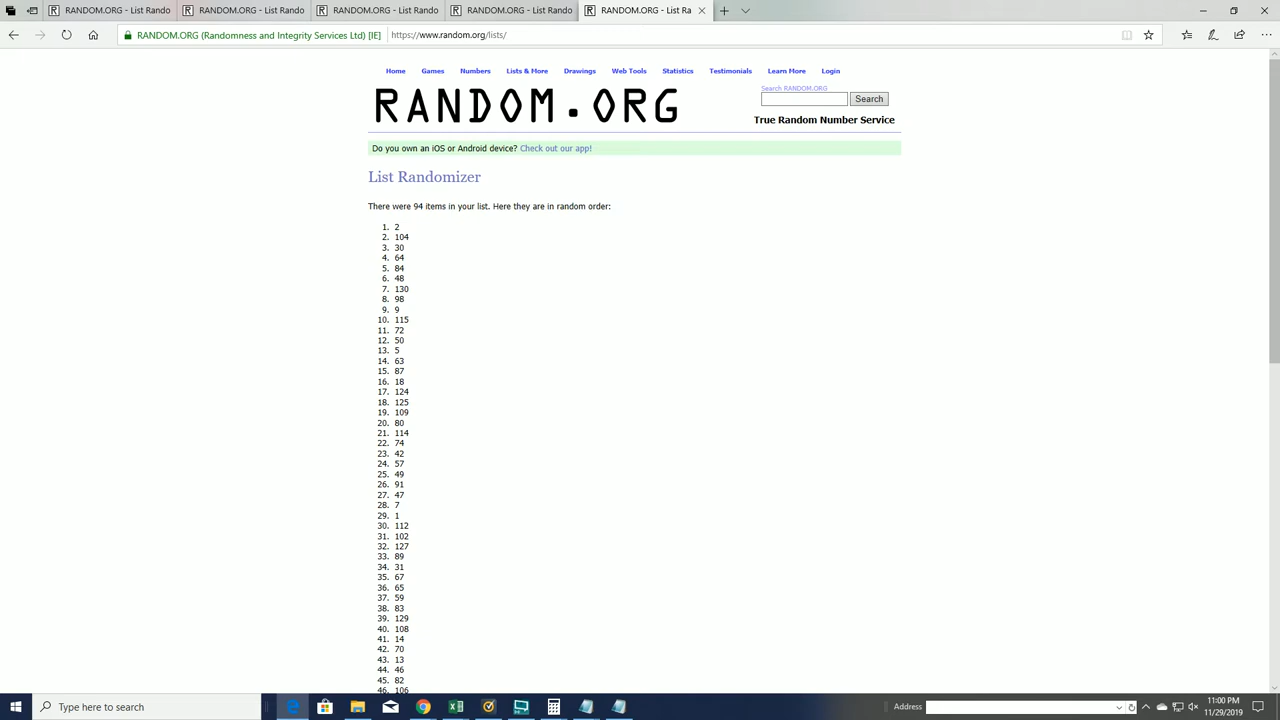 RANDOM.ORG - List Rando
RANDOM.ORG - List Rando
RANDOM.ORG - List Rando
RANDOM.ORG - List Rando
RANDOM.ORG - List Ra
RANDOM.ORG (Randomness and Integrity Services Ltd) [IE]
https://www.random.org/lists/
Home Games Numbers Lists & More Drawings Web Tools Statistics Testimonials Learn More Login
RANDOM.ORG
Search RANDOM.ORG
Search
True Random Number Service
Do you own an iOS or Android device? Check out our app!
List Randomizer
There were 94 items in your list. Here they are in random order:
1. 2
2. 104
3. 30
4. 64
5. 84
6. 48
7. 130
8. 98
9. 9
10. 115
11. 72
12. 50
13. 5
14. 63
15. 87
16. 18
17. 124
18. 125
19. 109
20. 80
21. 114
22. 74
23. 42
24. 57
25. 49
26. 91
27. 47
28. 7
29. 1
30. 112
31. 102
32. 127
33. 89
34. 31
35. 67
36. 65
37. 59
38. 83
39. 129
40. 108
41. 14
42. 70
43. 13
44. 46
45. 82
46. 106
Type here to search
Address
11:00 PM
11/29/2019